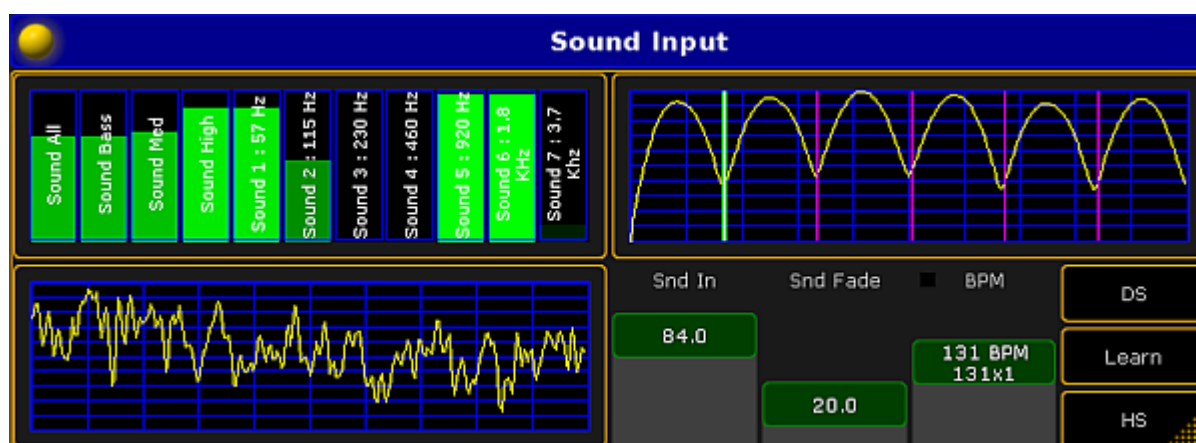 Sound Input
Sound All
Sound Bass
Sound Med
Sound High
Sound 1 : 57 Hz
Sound 2 : 115 Hz
Sound 3 : 230 Hz
Sound 4 : 460 Hz
Sound 5 : 920 Hz
Sound 6 : 1.8
KHz
Sound 7 : 3.7
Khz
Snd In
Snd Fade
BPM
84.0
20.0
131 BPM
131x1
DS
Learn
HS